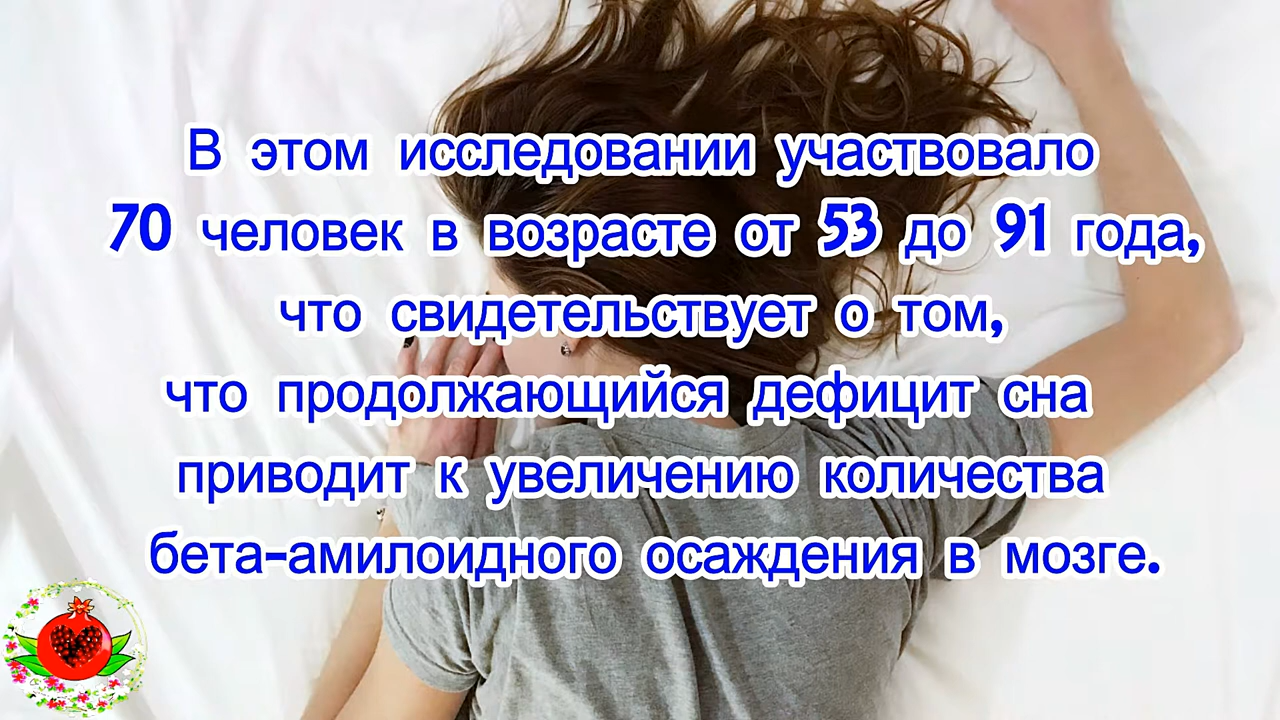 В этом исследовании участвовало
70 человек в возрасте от 53 до 91 года,
что свидетельствует о том,
что продолжающийся дефицит сна
приводит к увеличению количества
бета-амилоидного осаждения в мозге.